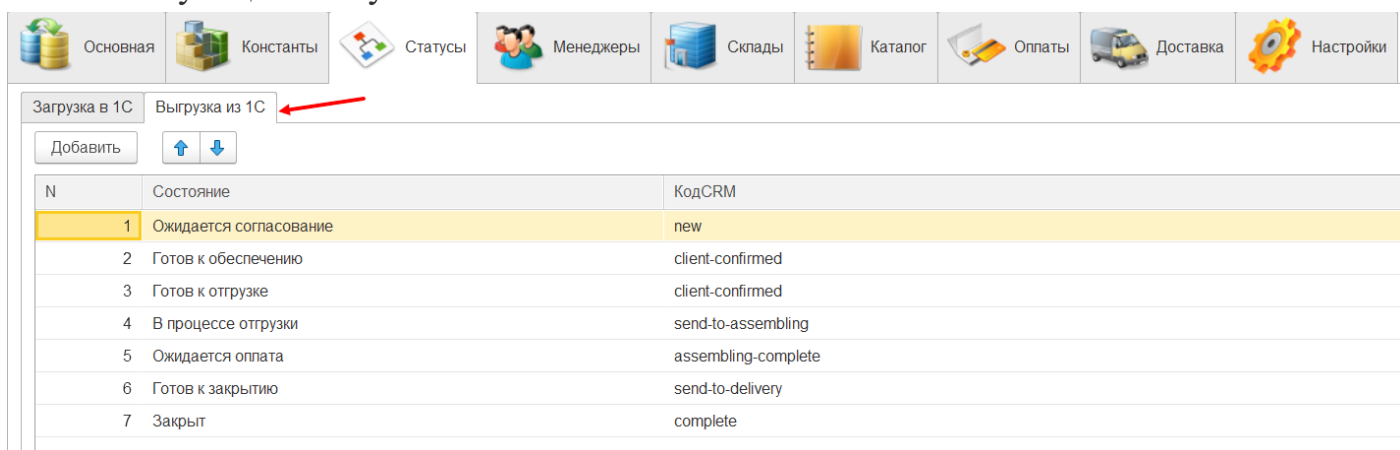 Основная Константы Статусы Менеджеры Склады Каталог Оплаты Доставка Настройки
Загрузка в 1С Выгрузка из 1С
Добавить
N Состояние КодCRM
1 Ожидается согласование new
2 Готов к обеспечению client-confirmed
3 Готов к отгрузке client-confirmed
4 В процессе отгрузки send-to-assembling
5 Ожидается оплата assembling-complete
6 Готов к закрытию send-to-delivery
7 Закрыт complete